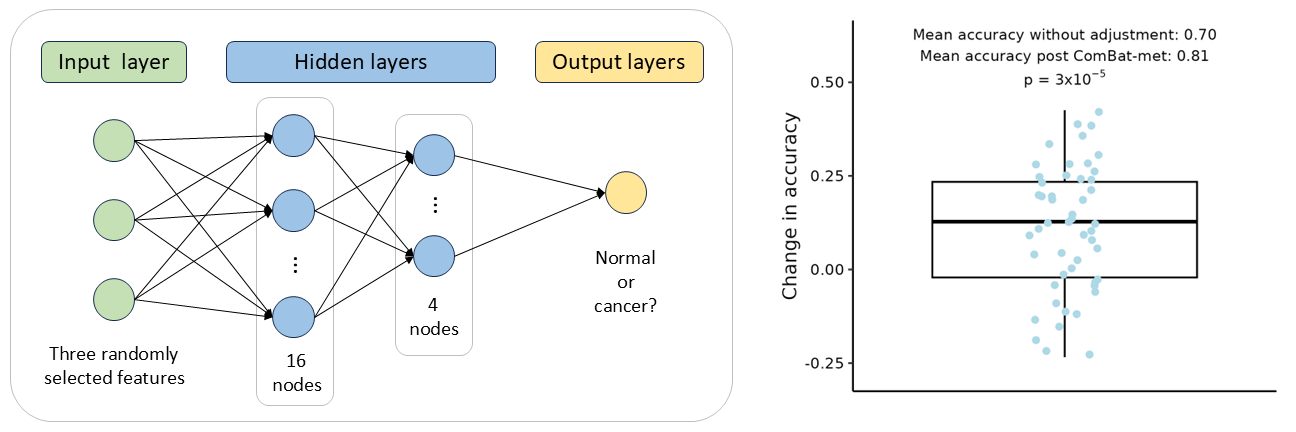 Input layer
Hidden layers
Output layers
⋮
⋮
Three randomly
selected features
16
nodes
4
nodes
Normal
or
cancer?
Mean accuracy without adjustment: 0.70
Mean accuracy post ComBat-met: 0.81
p = 3x10⁻⁵
Change in accuracy
0.50
0.25
0.00
-0.25